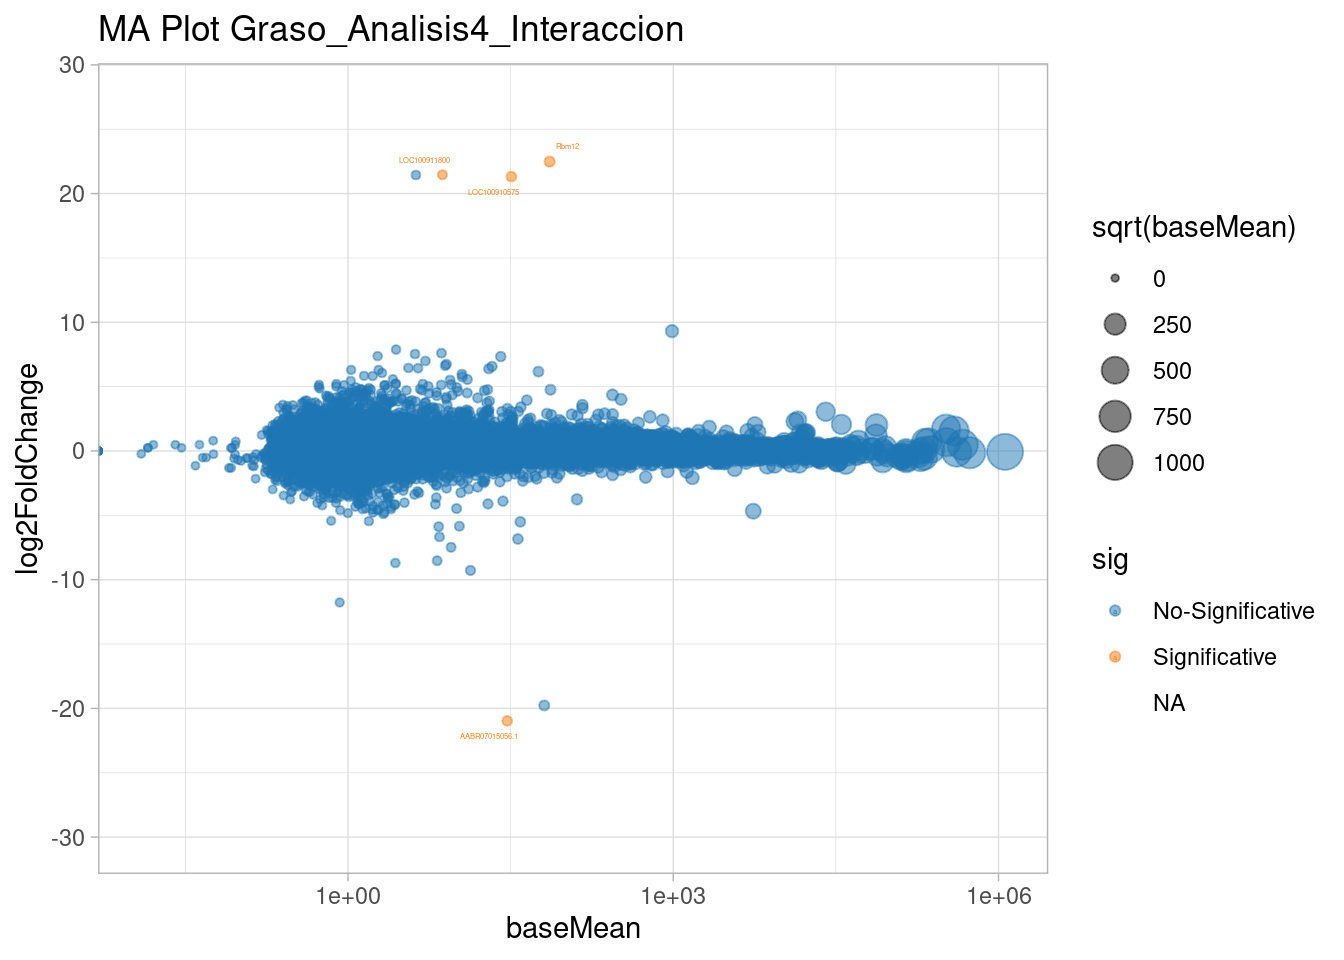 MA Plot Graso_Analisis4_Interaccion
30
20
10
0
-10
-20
-30
log2FoldChange
Rbm12
LOC100911800
LOC100910575
AABR07015056.1
1e+00
1e+03
1e+06
baseMean
sqrt(baseMean)
0
250
500
750
1000
sig
No-Significative
Significative
NA